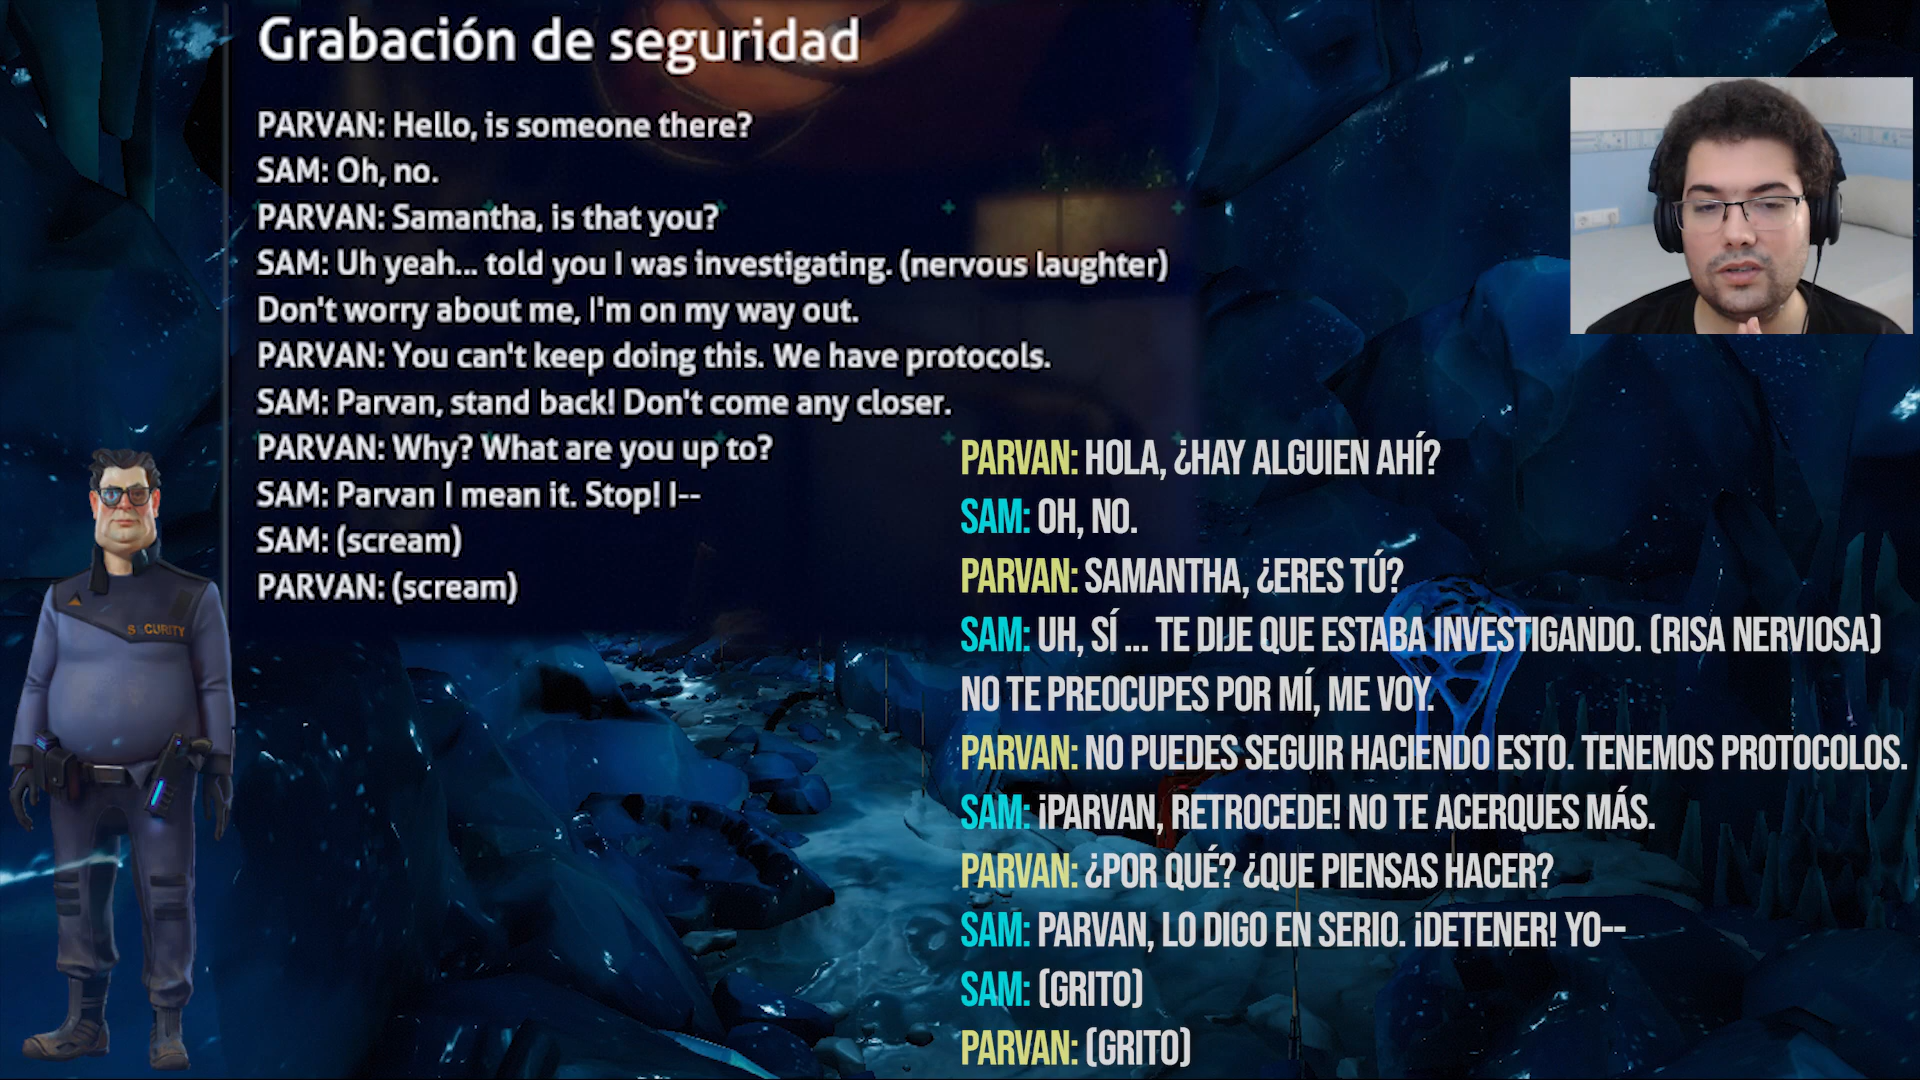 Grabación de seguridad
PARVAN: Hello, is someone there?
SAM: Oh, no.
PARVAN: Samantha, is that you?
SAM: Uh yeah... told you I was investigating. (nervous laughter)
Don't worry about me, I'm on my way out.
PARVAN: You can't keep doing this. We have protocols.
SAM: Parvan, stand back! Don't come any closer.
PARVAN: Why? What are you up to?
SAM: Parvan I mean it. Stop! I--
SAM: (scream)
PARVAN: (scream)
SECURITY
PARVAN: HOLA, ¿HAY ALGUIEN AHÍ?
SAM: OH, NO.
PARVAN: SAMANTHA, ¿ERES TÚ?
SAM: UH, SÍ ... TE DIJE QUE ESTABA INVESTIGANDO. (RISA NERVIOSA)
NO TE PREOCUPES POR MÍ, ME VOY.
PARVAN: NO PUEDES SEGUIR HACIENDO ESTO. TENEMOS PROTOCOLOS.
SAM: ¡PARVAN, RETROCEDE! NO TE ACERQUES MÁS.
PARVAN: ¿POR QUÉ? ¿QUE PIENSAS HACER?
SAM: PARVAN, LO DIGO EN SERIO. ¡DETENER! YO--
SAM: (GRITO)
PARVAN: (GRITO)